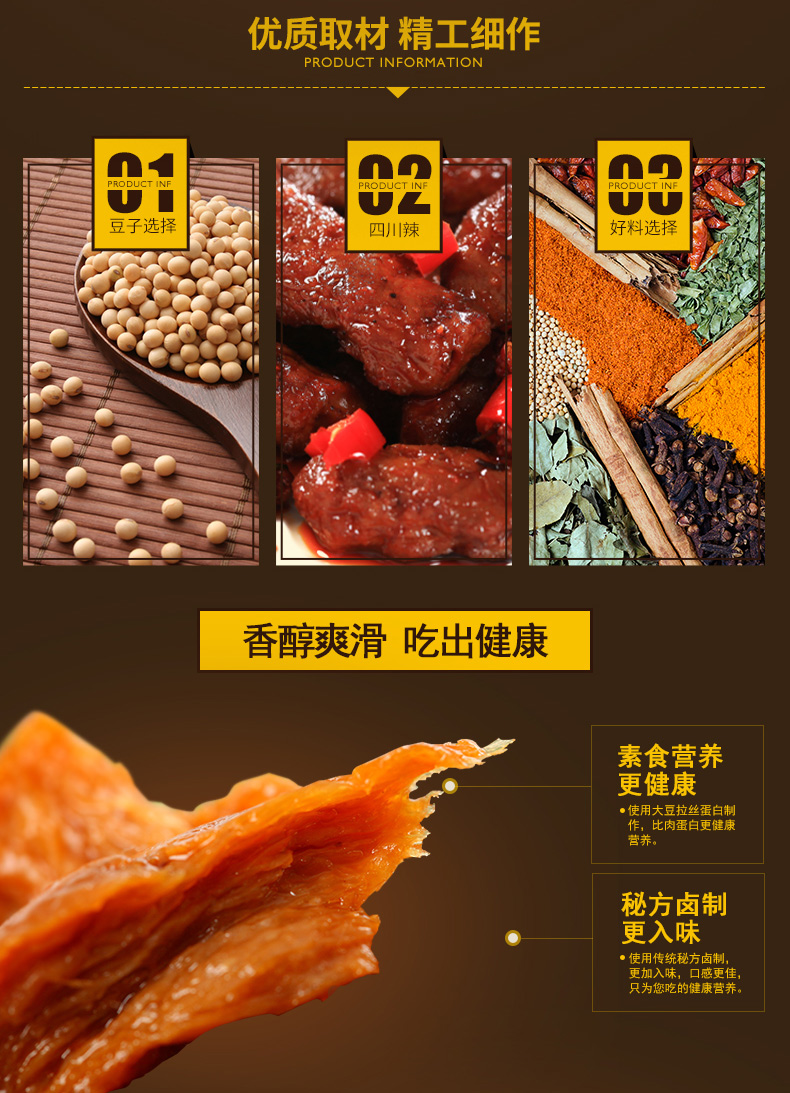 优质取材 精工细作
PRODUCT INFORMATION
01
PRODUCT INF
豆子选择
02
PRODUCT INF
四川辣
03
PRODUCT INF
好料选择
香醇爽滑 吃出健康
素食营养
更健康
●使用大豆拉丝蛋白制
作，比肉蛋白更健康
营养。
秘方卤制
更入味
●使用传统秘方卤制，
更加入味，口感更佳，
只为您吃的健康营养。